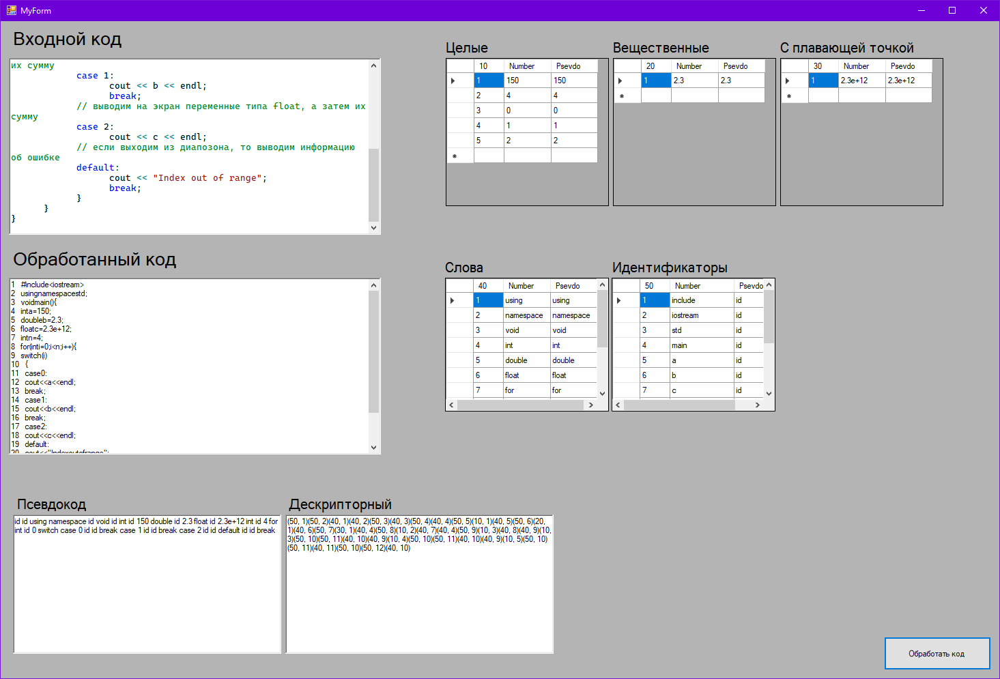 MyForm
Входной код
их сумму
case 1:
cout << b << endl;
break;
// выводим на экран переменные типа float, а затем их
сумму
case 2:
cout << c << endl;
// если выходим из диапозона, то выводим информацию
об ошибке
default:
cout << "Index out of range";
break;
}
}
}
Целые
10 Number Psevdo
1 150 150
2 4 4
3 0 0
4 1 1
5 2 2
Вещественные
20 Number Psevdo
1 2.3 2.3
С плавающей точкой
30 Number Psevdo
1 2.3e+12 2.3e+12
Обработанный код
1 #include<iostream>
2 usingnamespacestd;
3 voidmain(){
4 inta=150;
5 doubleb=2.3;
6 floatc=2.3e+12;
7 intn=4;
8 for(inti=0;i<n;i++){
9 switch(i)
10 {
11 case0:
12 cout<<a<<endl;
13 break;
14 case1:
15 cout<<b<<endl;
16 break;
17 case2:
18 cout<<c<<endl;
19 default:
20 cout<<"Indexoutofrange";
Слова
40 Number Psevdo
1 using using
2 namespace namespace
3 void void
4 int int
5 double double
6 float float
7 for for
Идентификаторы
50 Number Psevdo
1 include id
2 iostream id
3 std id
4 main id
5 a id
6 b id
7 c id
Псевдокод
id id using namespace id void id int id 150 double id 2.3 float id 2.3e+12 int id 4 for
int id 0 switch case 0 id id break case 1 id id break case 2 id id default id id break
Дескрипторный
(50, 1)(50, 2)(40, 1)(40, 2)(50, 3)(40, 3)(50, 4)(40, 4)(50, 5)(10, 1)(40, 5)(50, 6)(20,
1)(40, 6)(50, 7)(30, 1)(40, 4)(50, 8)(10, 2)(40, 7)(40, 4)(50, 9)(10, 3)(40, 8)(40, 9)(10,
3)(50, 10)(50, 11)(40, 10)(40, 9)(10, 4)(50, 10)(50, 11)(40, 10)(40, 9)(10, 5)(50, 10)
(50, 11)(40, 11)(50, 10)(50, 12)(40, 10)
Обработать код